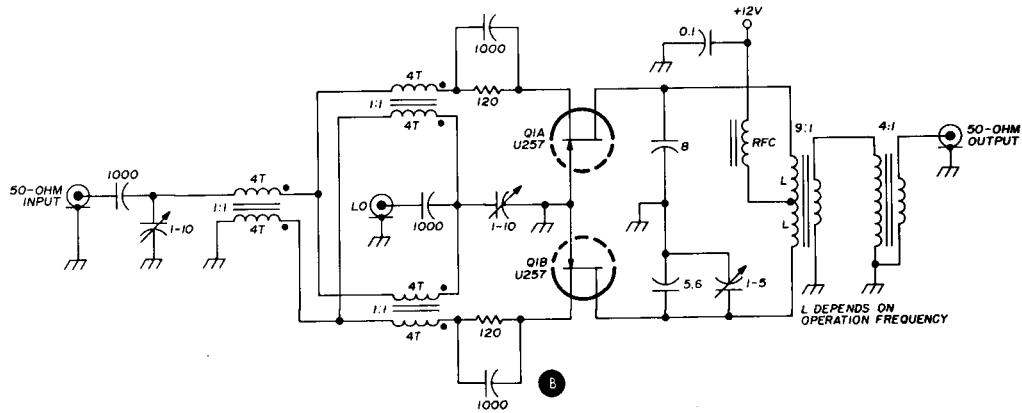 +12V
0.1
1000
4T
1:1
4T
120
Q1A
U257
8
RFC
9:1
4:1
50-OHM
OUTPUT
L
L
50-OHM
INPUT
1000
1-10
4T
1:1
4T
LO
1000
1-10
Q1B
U257
5.6
1-5
4T
1:1
4T
120
1000
L DEPENDS ON
OPERATION FREQUENCY
B